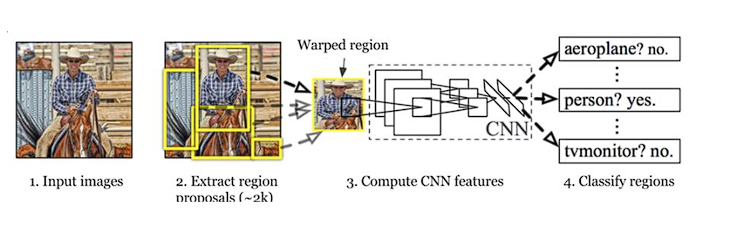 Warped region
aeroplane? no.
person? yes.
CNN
tvmonitor? no.
1. Input images
2. Extract region
proposals (~2k)
3. Compute CNN features
4. Classify regions